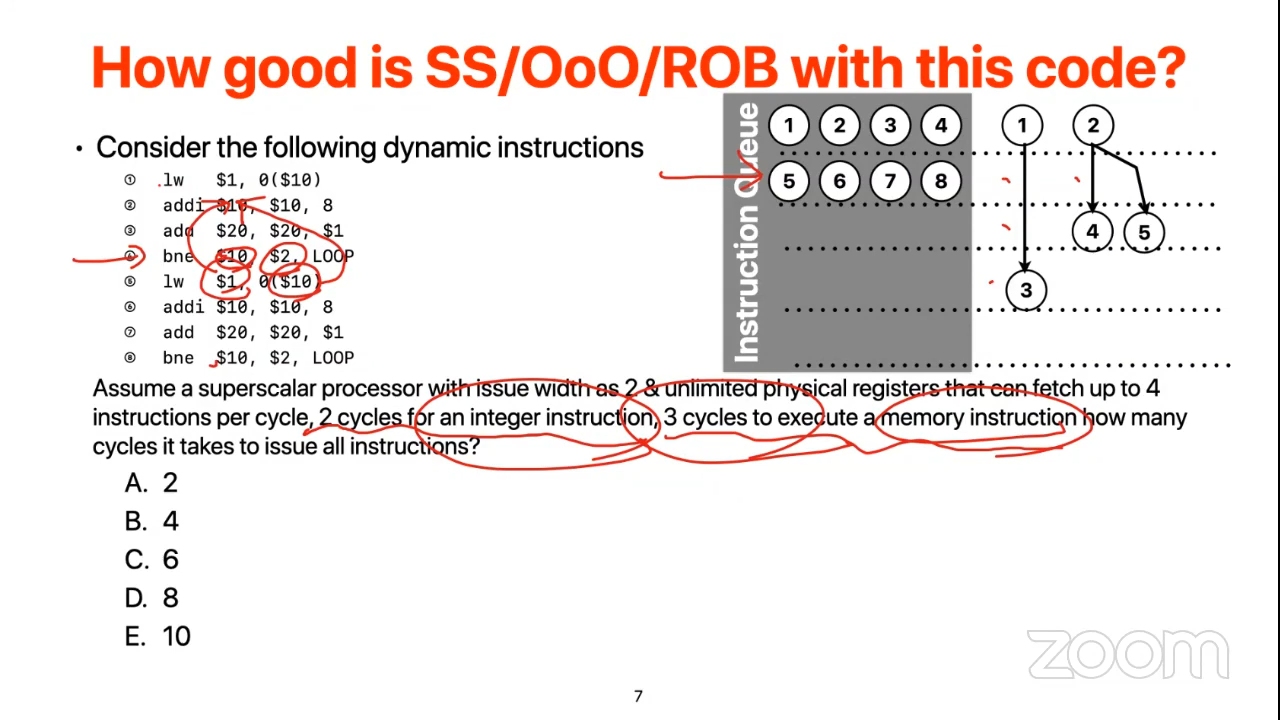 How good is SS/OoO/ROB with this code?
• Consider the following dynamic instructions
① lw $1, 0($10)
② addi $10, $10, 8
③ add $20, $20, $1
④ bne $10, $2, LOOP
⑤ lw $1, 0($10)
⑥ addi $10, $10, 8
⑦ add $20, $20, $1
⑧ bne $10, $2, LOOP
Instruction Queue
1 2 3 4
5 6 7 8
1 2
4 5
3
Assume a superscalar processor with issue width as 2 & unlimited physical registers that can fetch up to 4
instructions per cycle, 2 cycles for an integer instruction, 3 cycles to execute a memory instruction how many
cycles it takes to issue all instructions?
A. 2
B. 4
C. 6
D. 8
E. 10
zoom
7